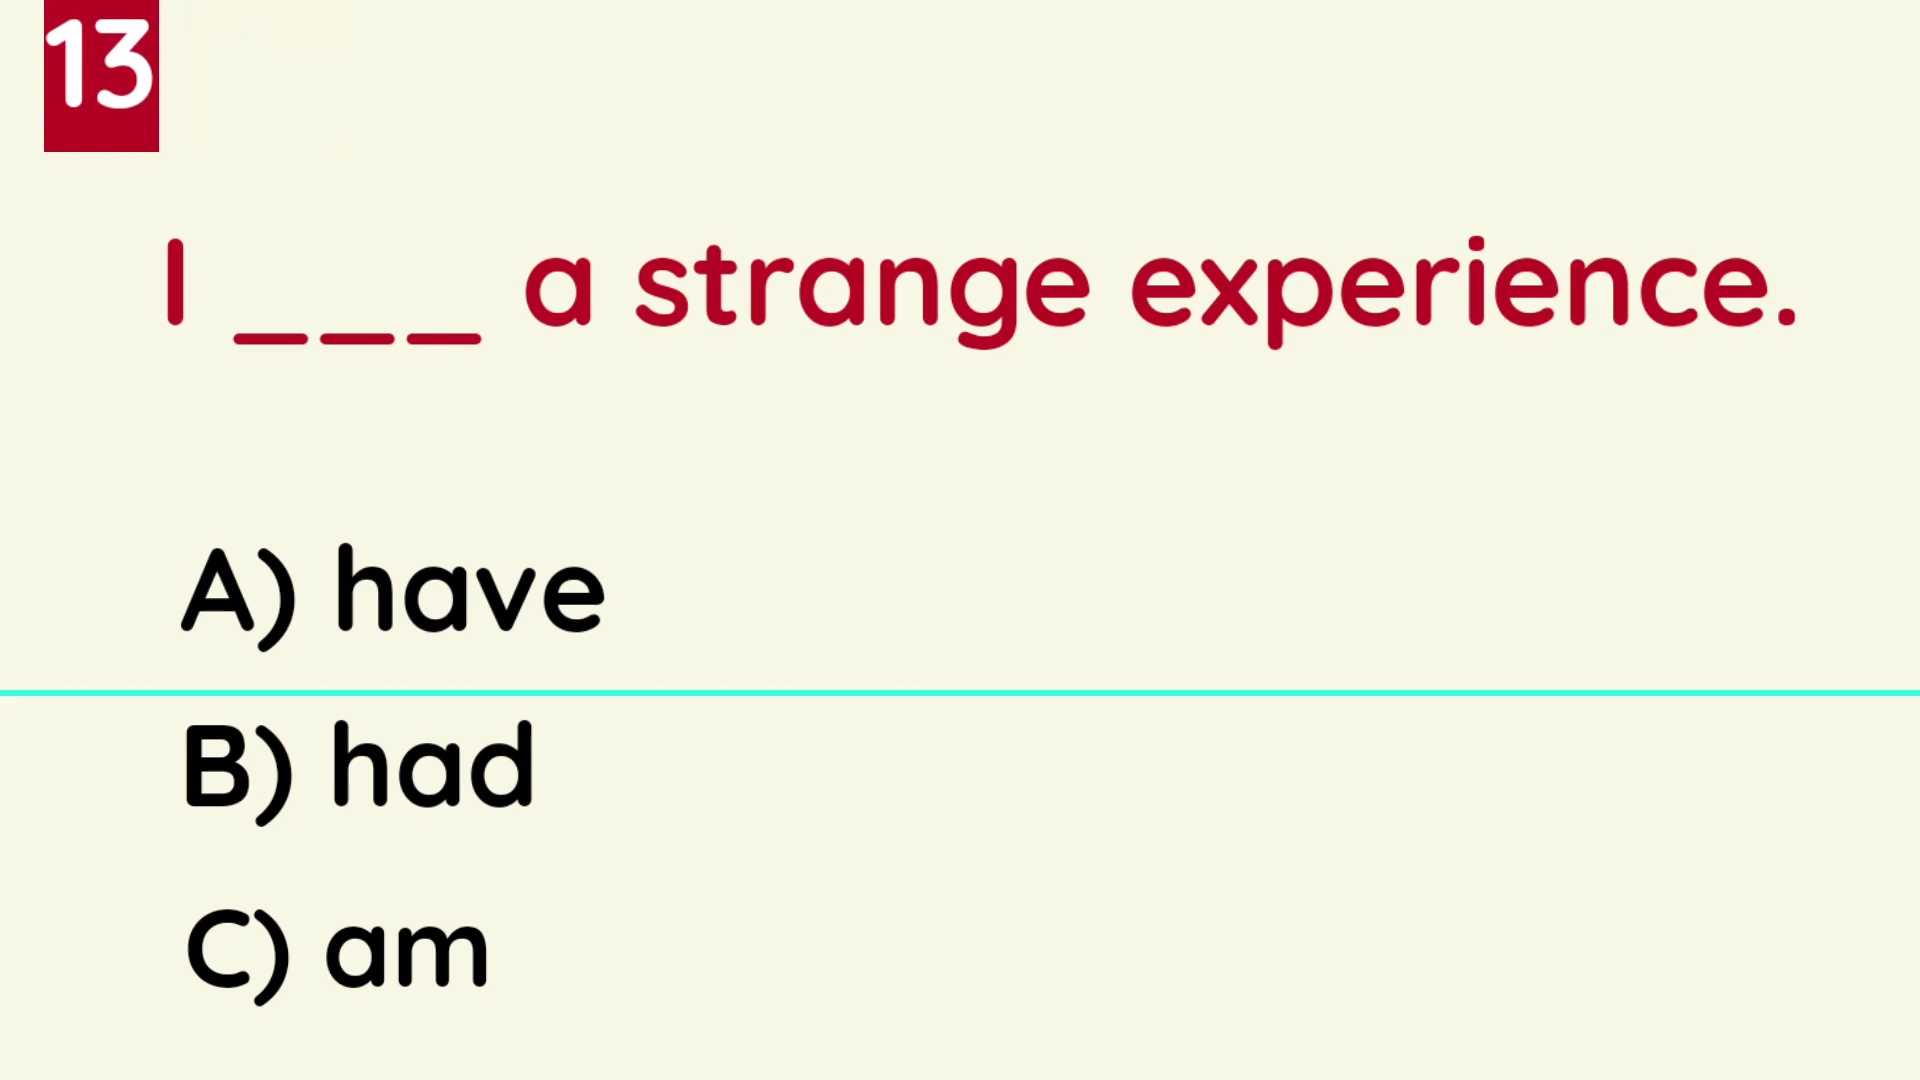 13
I ___ a strange experience.
A) have
B) had
C) am